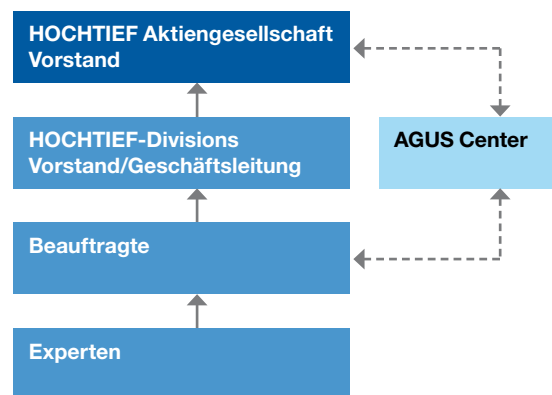 HOCHTIEF Aktiengesellschaft
Vorstand
HOCHTIEF-Divisions
Vorstand/Geschäftsleitung
AGUS Center
Beauftragte
Experten